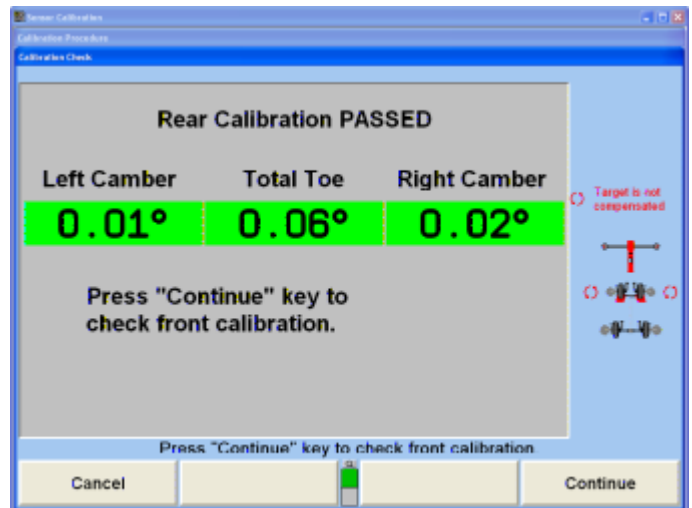 Sensor Calibration
Calibration Procedure
Calibration Check
Rear Calibration PASSED
Left Camber Total Toe Right Camber
0.01° 0.06° 0.02°
Target is not
compensated
Press "Continue" key to
check front calibration.
Press "Continue" key to check front calibration
Cancel Continue